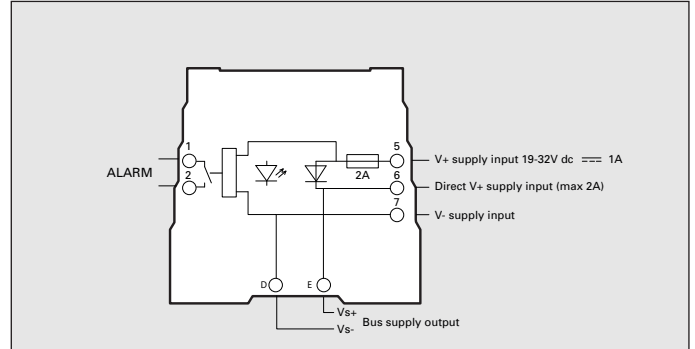 1
2
ALARM
5
2A
6
7
V+ supply input 19-32V dc 1A
Direct V+ supply input (max 2A)
V- supply input
D
E
Vs+
Vs-
Bus supply output